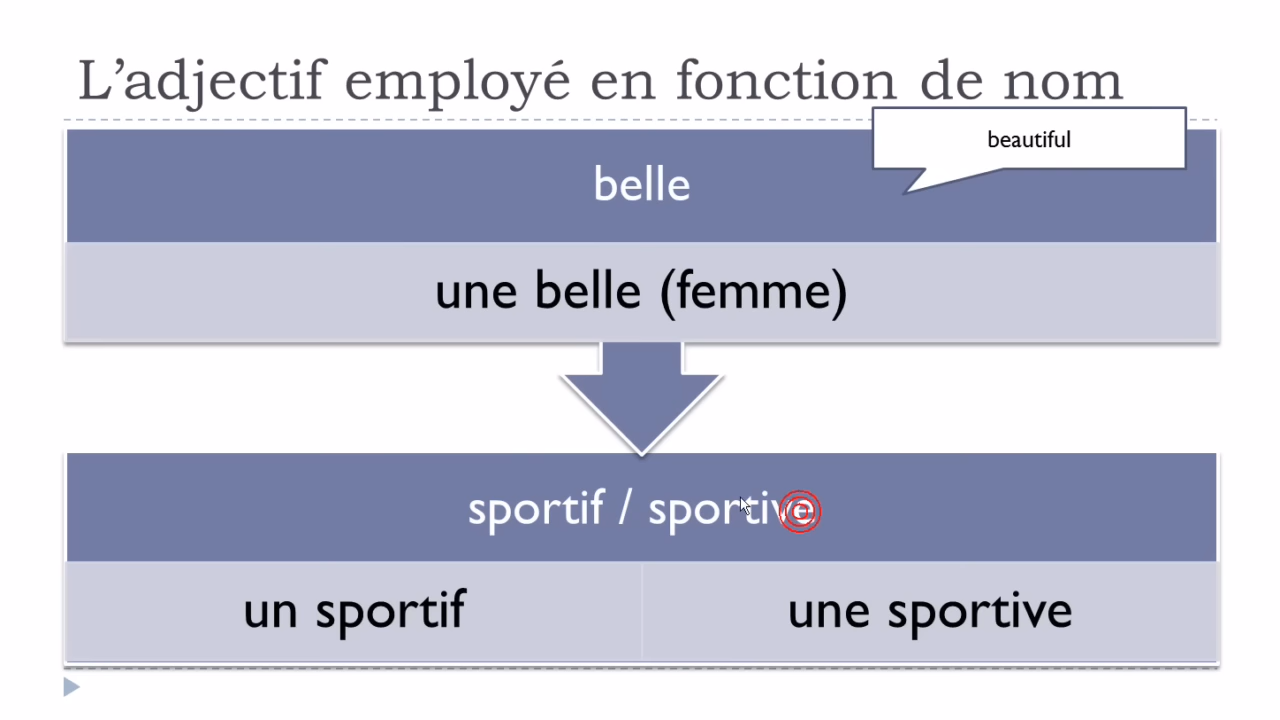 L’adjectif employé en fonction de nom
beautiful
belle
une belle (femme)
sportif / sportive
un sportif
une sportive